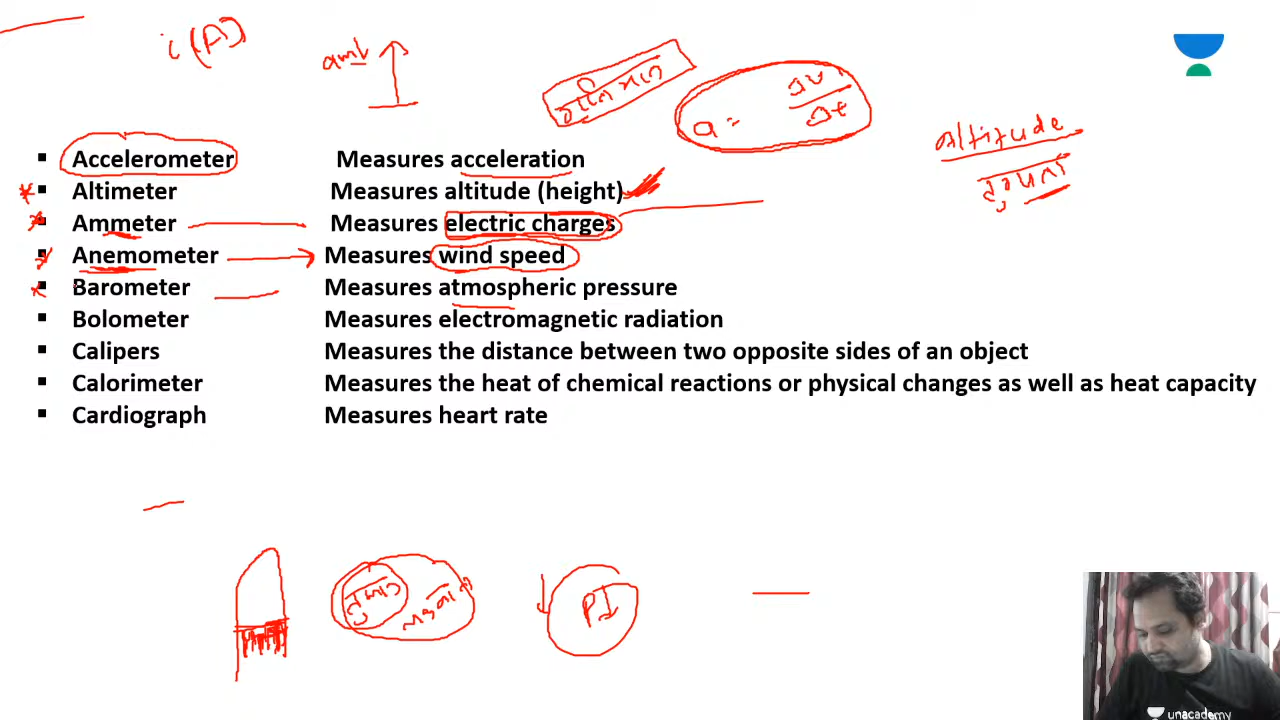 i(A)
amt
a = Δv/Δt
altitude
▪ Accelerometer Measures acceleration
▪ Altimeter Measures altitude (height)
▪ Ammeter Measures electric charges
▪ Anemometer Measures wind speed
▪ Barometer Measures atmospheric pressure
▪ Bolometer Measures electromagnetic radiation
▪ Calipers Measures the distance between two opposite sides of an object
▪ Calorimeter Measures the heat of chemical reactions or physical changes as well as heat capacity
▪ Cardiograph Measures heart rate
unacademy